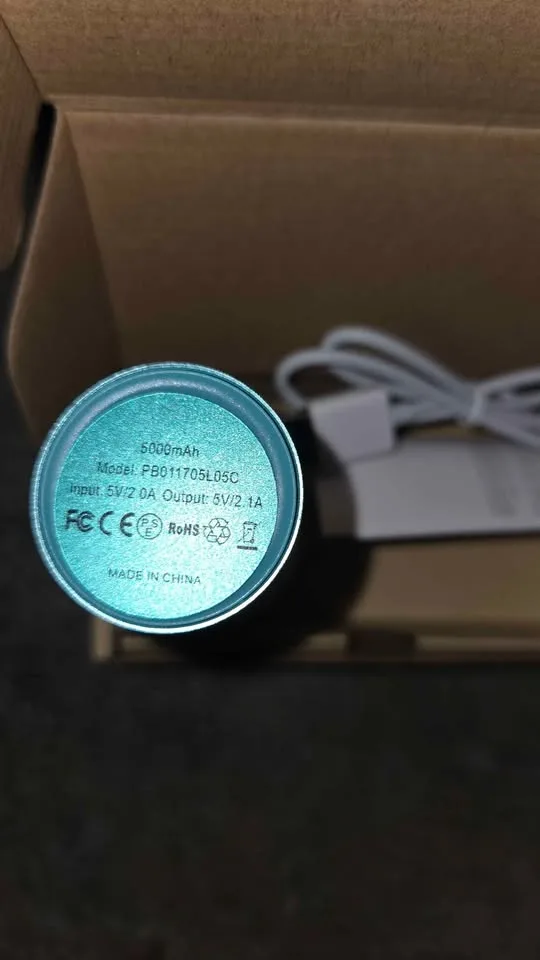 5000mAh
Model: PB011705L05C
Input: 5V/2.0A Output: 5V/2.1A
FC CE PSE RoHS
MADE IN CHINA